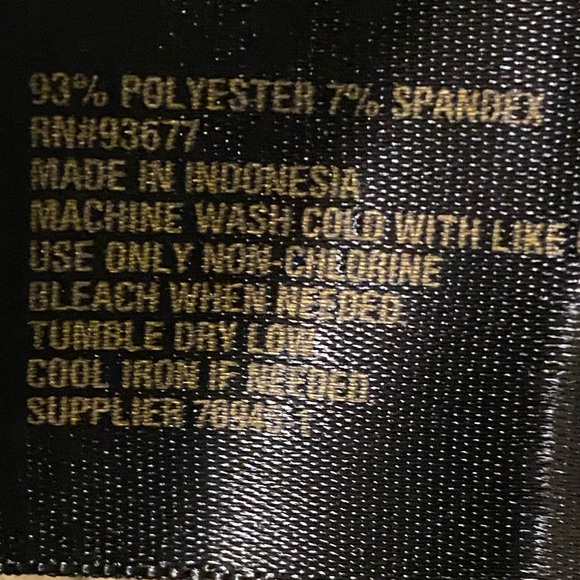 93% POLYESTER 7% SPANDEX
RN#93677
MADE IN INDONESIA
MACHINE WASH COLD WITH LIKE
USE ONLY NON-CHLORINE
BLEACH WHEN NEEDED.
TUMBLE DRY LOW
COOL IRON IF NEEDED
SUPPLIER